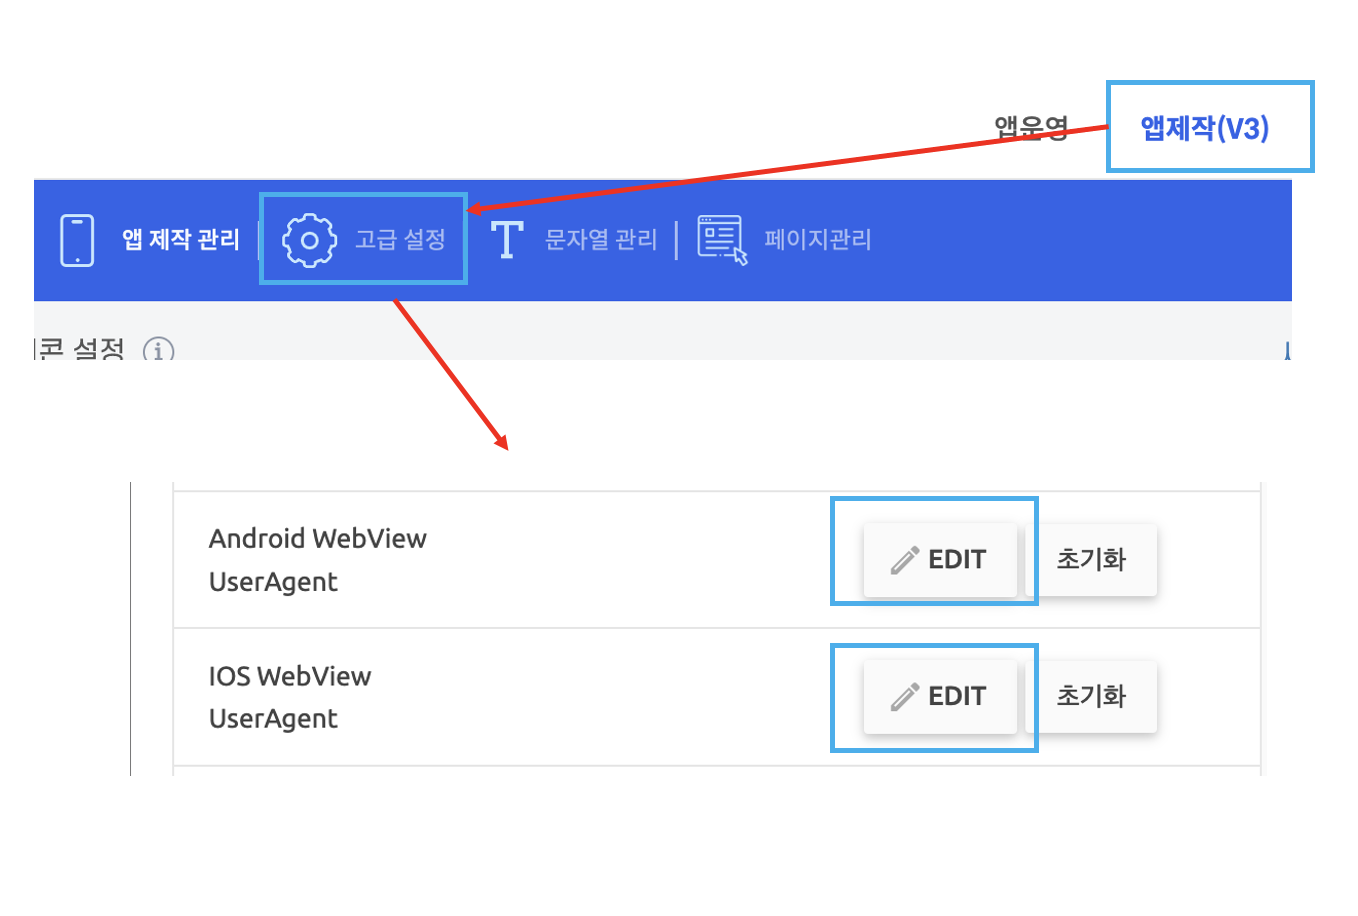 앱운영 앱제작(V3)
앱 제작 관리 고급 설정 문자열 관리 페이지관리
콘 설정
Android WebView
UserAgent
EDIT 초기화
IOS WebView
UserAgent
EDIT 초기화